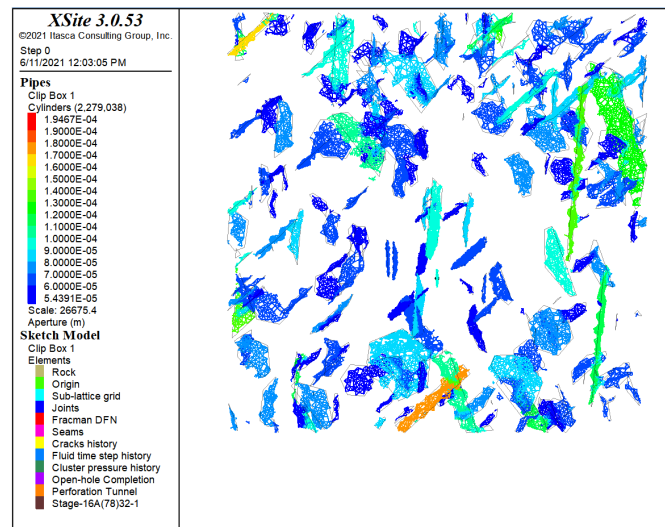 XSite 3.0.53
©2021 Itasca Consulting Group, Inc.
Step 0
6/11/2021 12:03:05 PM
Pipes
Clip Box 1
Cylinders (2,279,038)
1.9467E-04
1.9000E-04
1.8000E-04
1.7000E-04
1.6000E-04
1.5000E-04
1.4000E-04
1.3000E-04
1.2000E-04
1.1000E-04
1.0000E-04
9.0000E-05
8.0000E-05
7.0000E-05
6.0000E-05
5.4391E-05
Scale: 26675.4
Aperture (m)
Sketch Model
Clip Box 1
Elements
Rock
Origin
Sub-lattice grid
Joints
Fracman DFN
Seams
Cracks history
Fluid time step history
Cluster pressure history
Open-hole Completion
Perforation Tunnel
Stage-16A(78)32-1